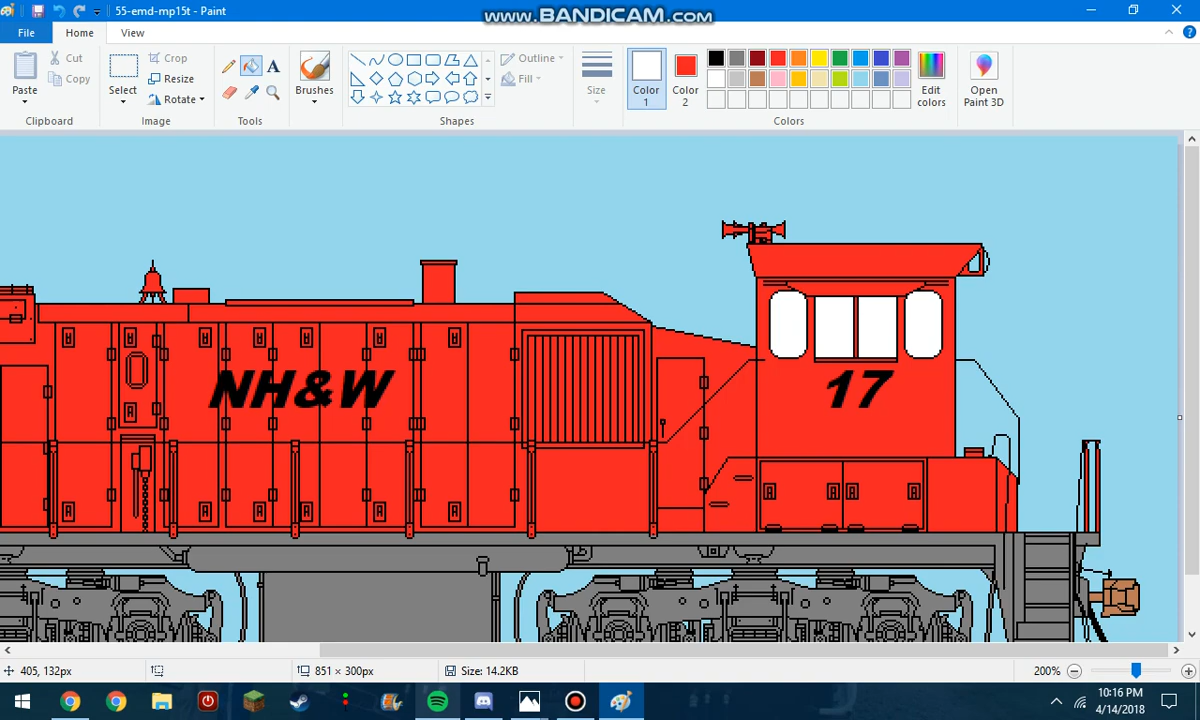 55-emd-mp15t - Paint
www.BANDICAM.com
File
Home
View
Paste
Cut
Copy
Clipboard
Select
Crop
Resize
Rotate
Image
A
Tools
Brushes
Outline
Fill
Shapes
Size
Color 1
Color 2
Edit colors
Colors
Open Paint 3D
NH&W
17
405, 132px
851 × 300px
Size: 14.2KB
200%
10:16 PM
4/14/2018